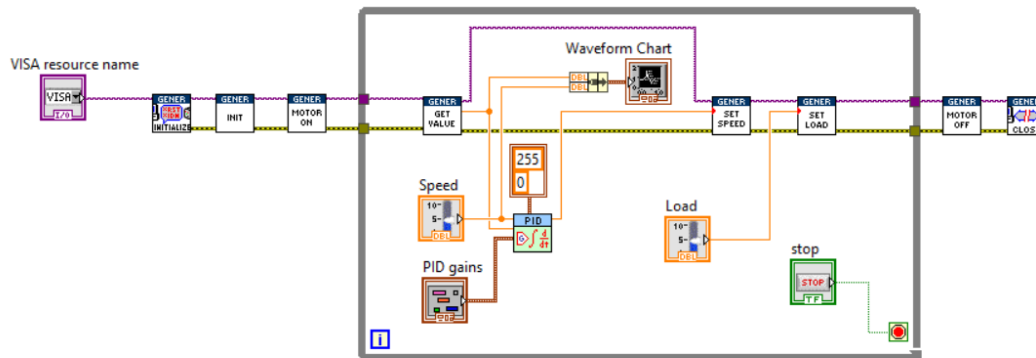 VISA resource name
VISA
I/O
GENER
INITIALIZE
GENER
INIT
GENER
MOTOR
ON
GENER
GET
VALUE
Waveform Chart
DBL
DBL
GENER
SET
SPEED
GENER
SET
LOAD
GENER
MOTOR
OFF
GENER
CLOS
255
0
Speed
10-
5-
DBL
PID
G
d
dt
PID gains
Load
10-
5-
DBL
stop
STOP
TF
i